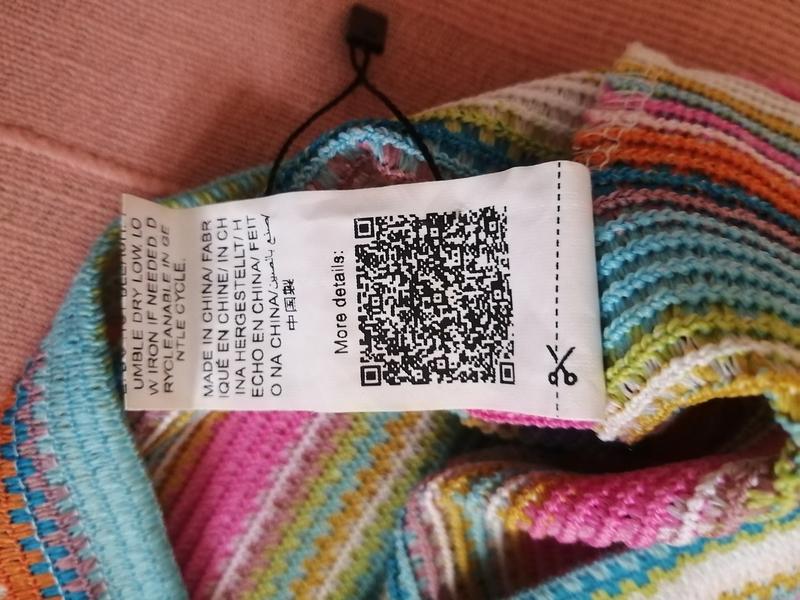 UMBLE DRY LOW. LO
W IRON IF NEEDED D
RYCLEANABLE IN GE
NTLE CYCLE.
MADE IN CHINA/ FABR
IQUÉ EN CHINE/ IN CH
INA HERGESTELLT/ H
ECHO EN CHINA/ FEIT
O NA CHINA/صنع بالصين/
中国製
More details: